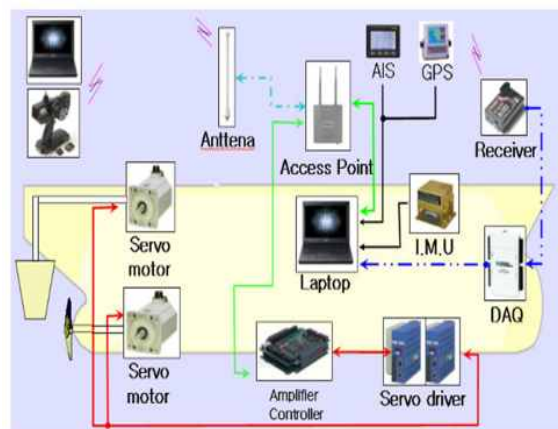 AIS
GPS
Anttena
Access Point
Receiver
Servo
motor
I.M.U
Laptop
DAQ
Servo
motor
Amplifier
Controller
Servo driver